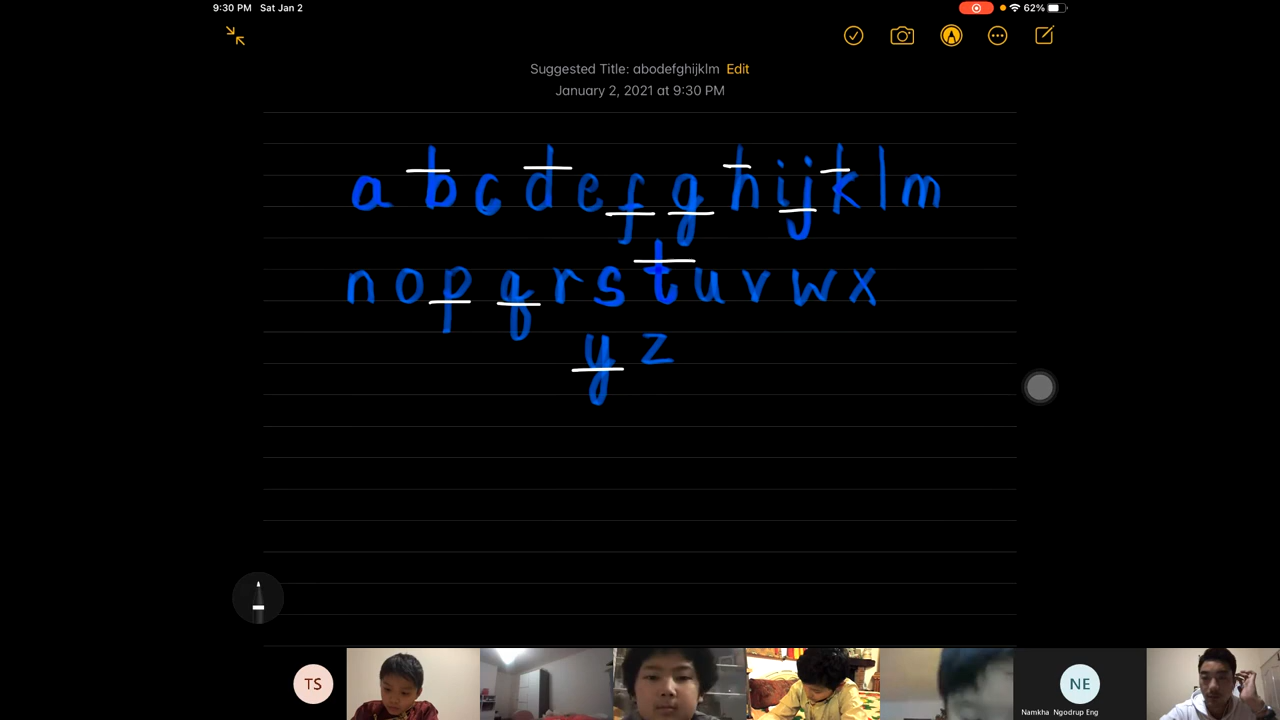 9:30 PM Sat Jan 2
62%
Suggested Title: abodefghijklm Edit
January 2, 2021 at 9:30 PM
a b c d e f g h i j k l m
n o p q r s t u v w x
y z
TS
NE
Namkha Ngodrup Eng